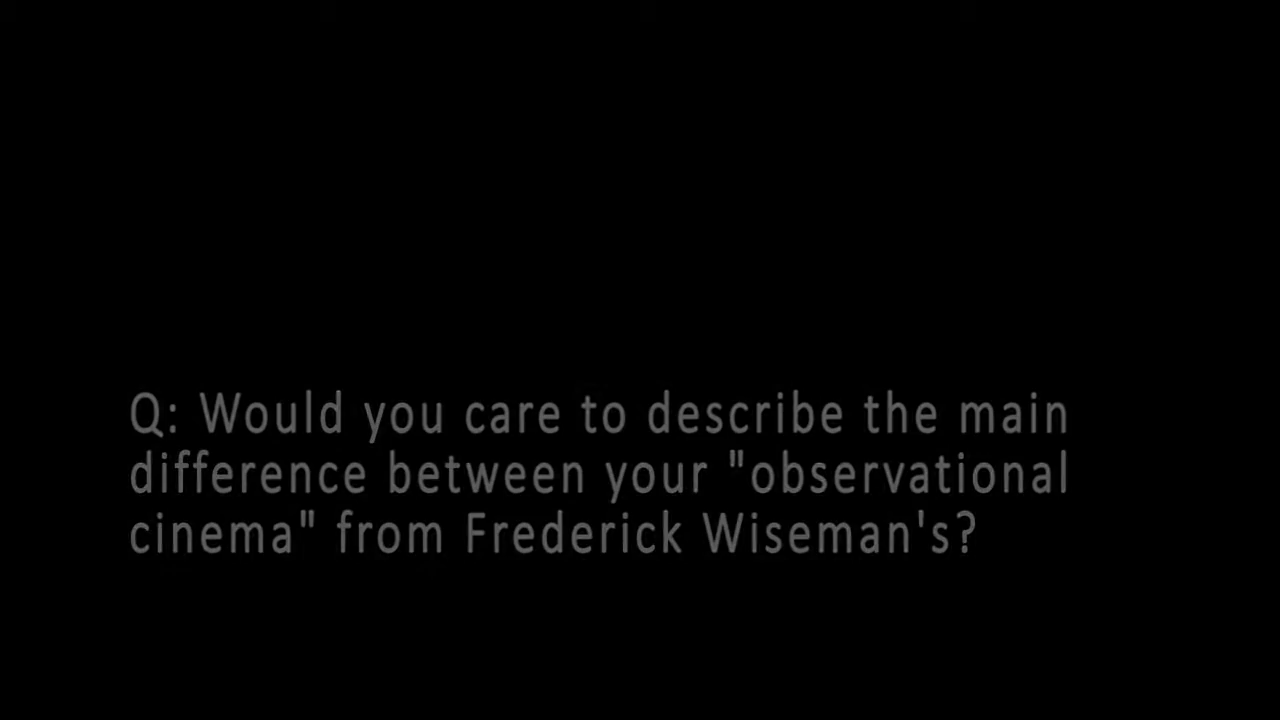 Q: Would you care to describe the main
difference between your "observational
cinema" from Frederick Wiseman's?